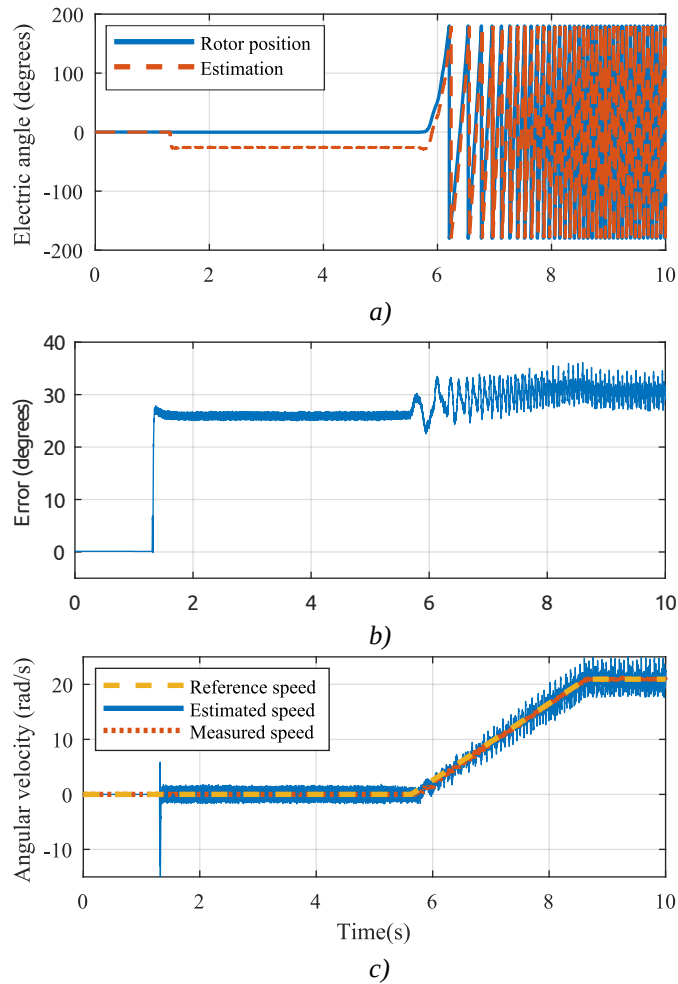 200
100
0
-100
-200
Electric angle (degrees)
Rotor position
Estimation
0 2 4 6 8 10
a)
40
30
20
10
0
Error (degrees)
0 2 4 6 8 10
b)
20
10
0
-10
Angular velocity (rad/s)
Reference speed
Estimated speed
Measured speed
0 2 4 6 8 10
Time(s)
c)